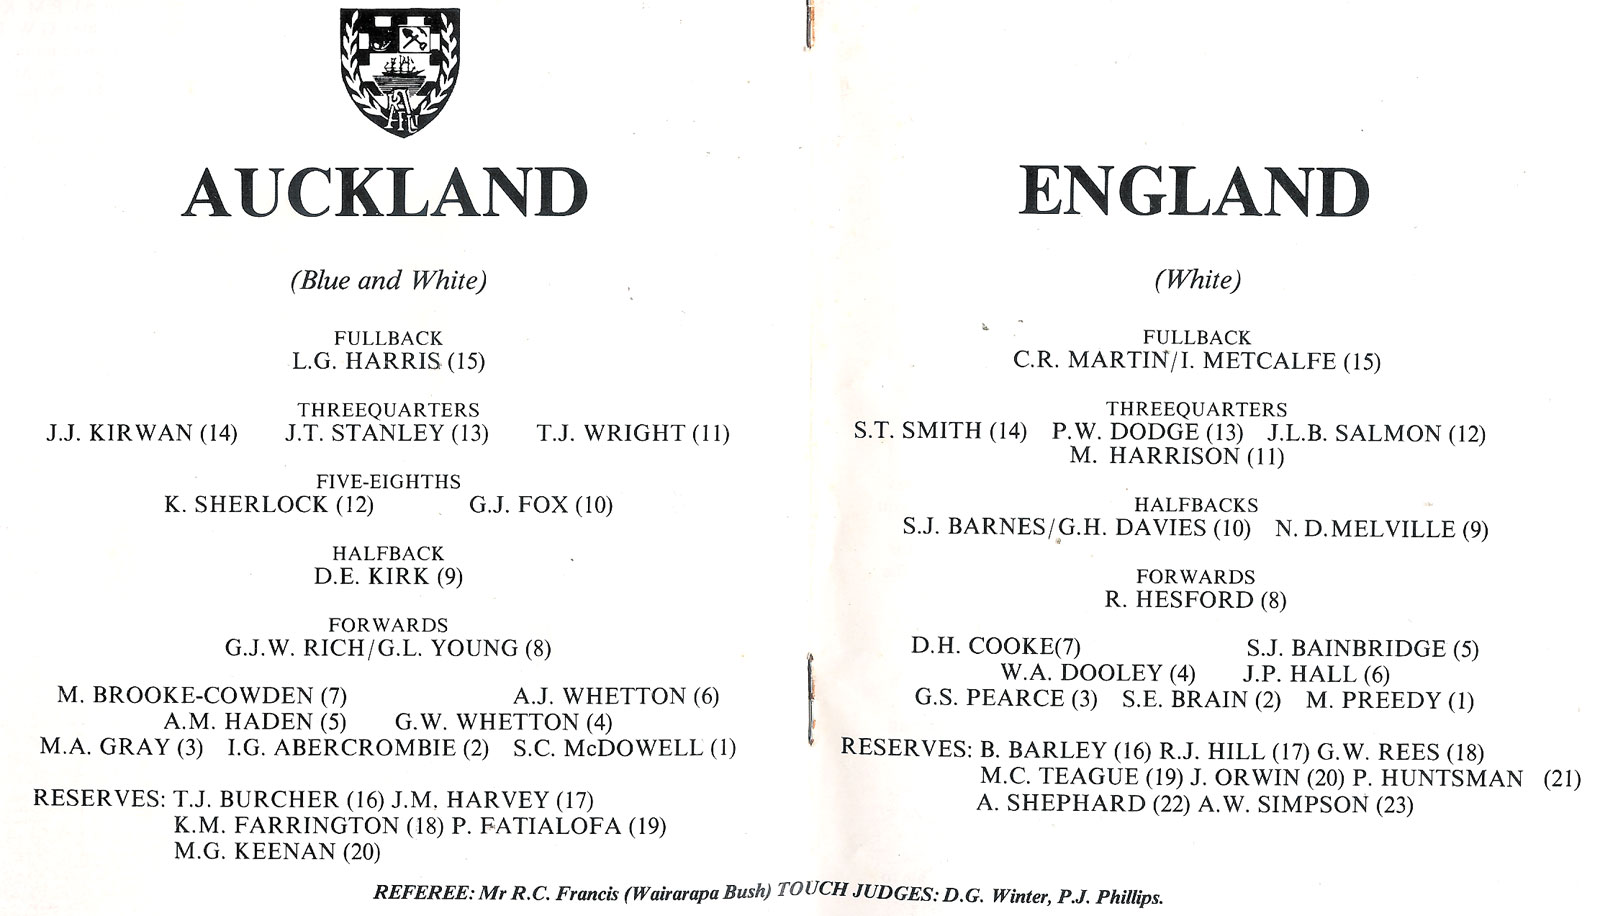 AUCKLAND
(Blue and White)
FULLBACK
L.G. HARRIS (15)
THREEQUARTERS
J.J. KIRWAN (14) J.T. STANLEY (13) T.J. WRIGHT (11)
FIVE-EIGHTHS
K. SHERLOCK (12) G.J. FOX (10)
HALFBACK
D.E. KIRK (9)
FORWARDS
G.J.W. RICH/G.L. YOUNG (8)
M. BROOKE-COWDEN (7) A.J. WHETTON (6)
A.M. HADEN (5) G.W. WHETTON (4)
M.A. GRAY (3) I.G. ABERCROMBIE (2) S.C. McDOWELL (1)
RESERVES: T.J. BURCHER (16) J.M. HARVEY (17)
K.M. FARRINGTON (18) P. FATIALOFA (19)
M.G. KEENAN (20)
ENGLAND
(White)
FULLBACK
C.R. MARTIN/I. METCALFE (15)
THREEQUARTERS
S.T. SMITH (14) P.W. DODGE (13) J.L.B. SALMON (12)
M. HARRISON (11)
HALFBACKS
S.J. BARNES/G.H. DAVIES (10) N.D.MELVILLE (9)
FORWARDS
R. HESFORD (8)
D.H. COOKE(7) S.J. BAINBRIDGE (5)
W.A. DOOLEY (4) J.P. HALL (6)
G.S. PEARCE (3) S.E. BRAIN (2) M. PREEDY (1)
RESERVES: B. BARLEY (16) R.J. HILL (17) G.W. REES (18)
M.C. TEAGUE (19) J. ORWIN (20) P. HUNTSMAN (21)
A. SHEPHARD (22) A.W. SIMPSON (23)
REFEREE: Mr R.C. Francis (Wairarapa Bush) TOUCH JUDGES: D.G. Winter, P.J. Phillips.